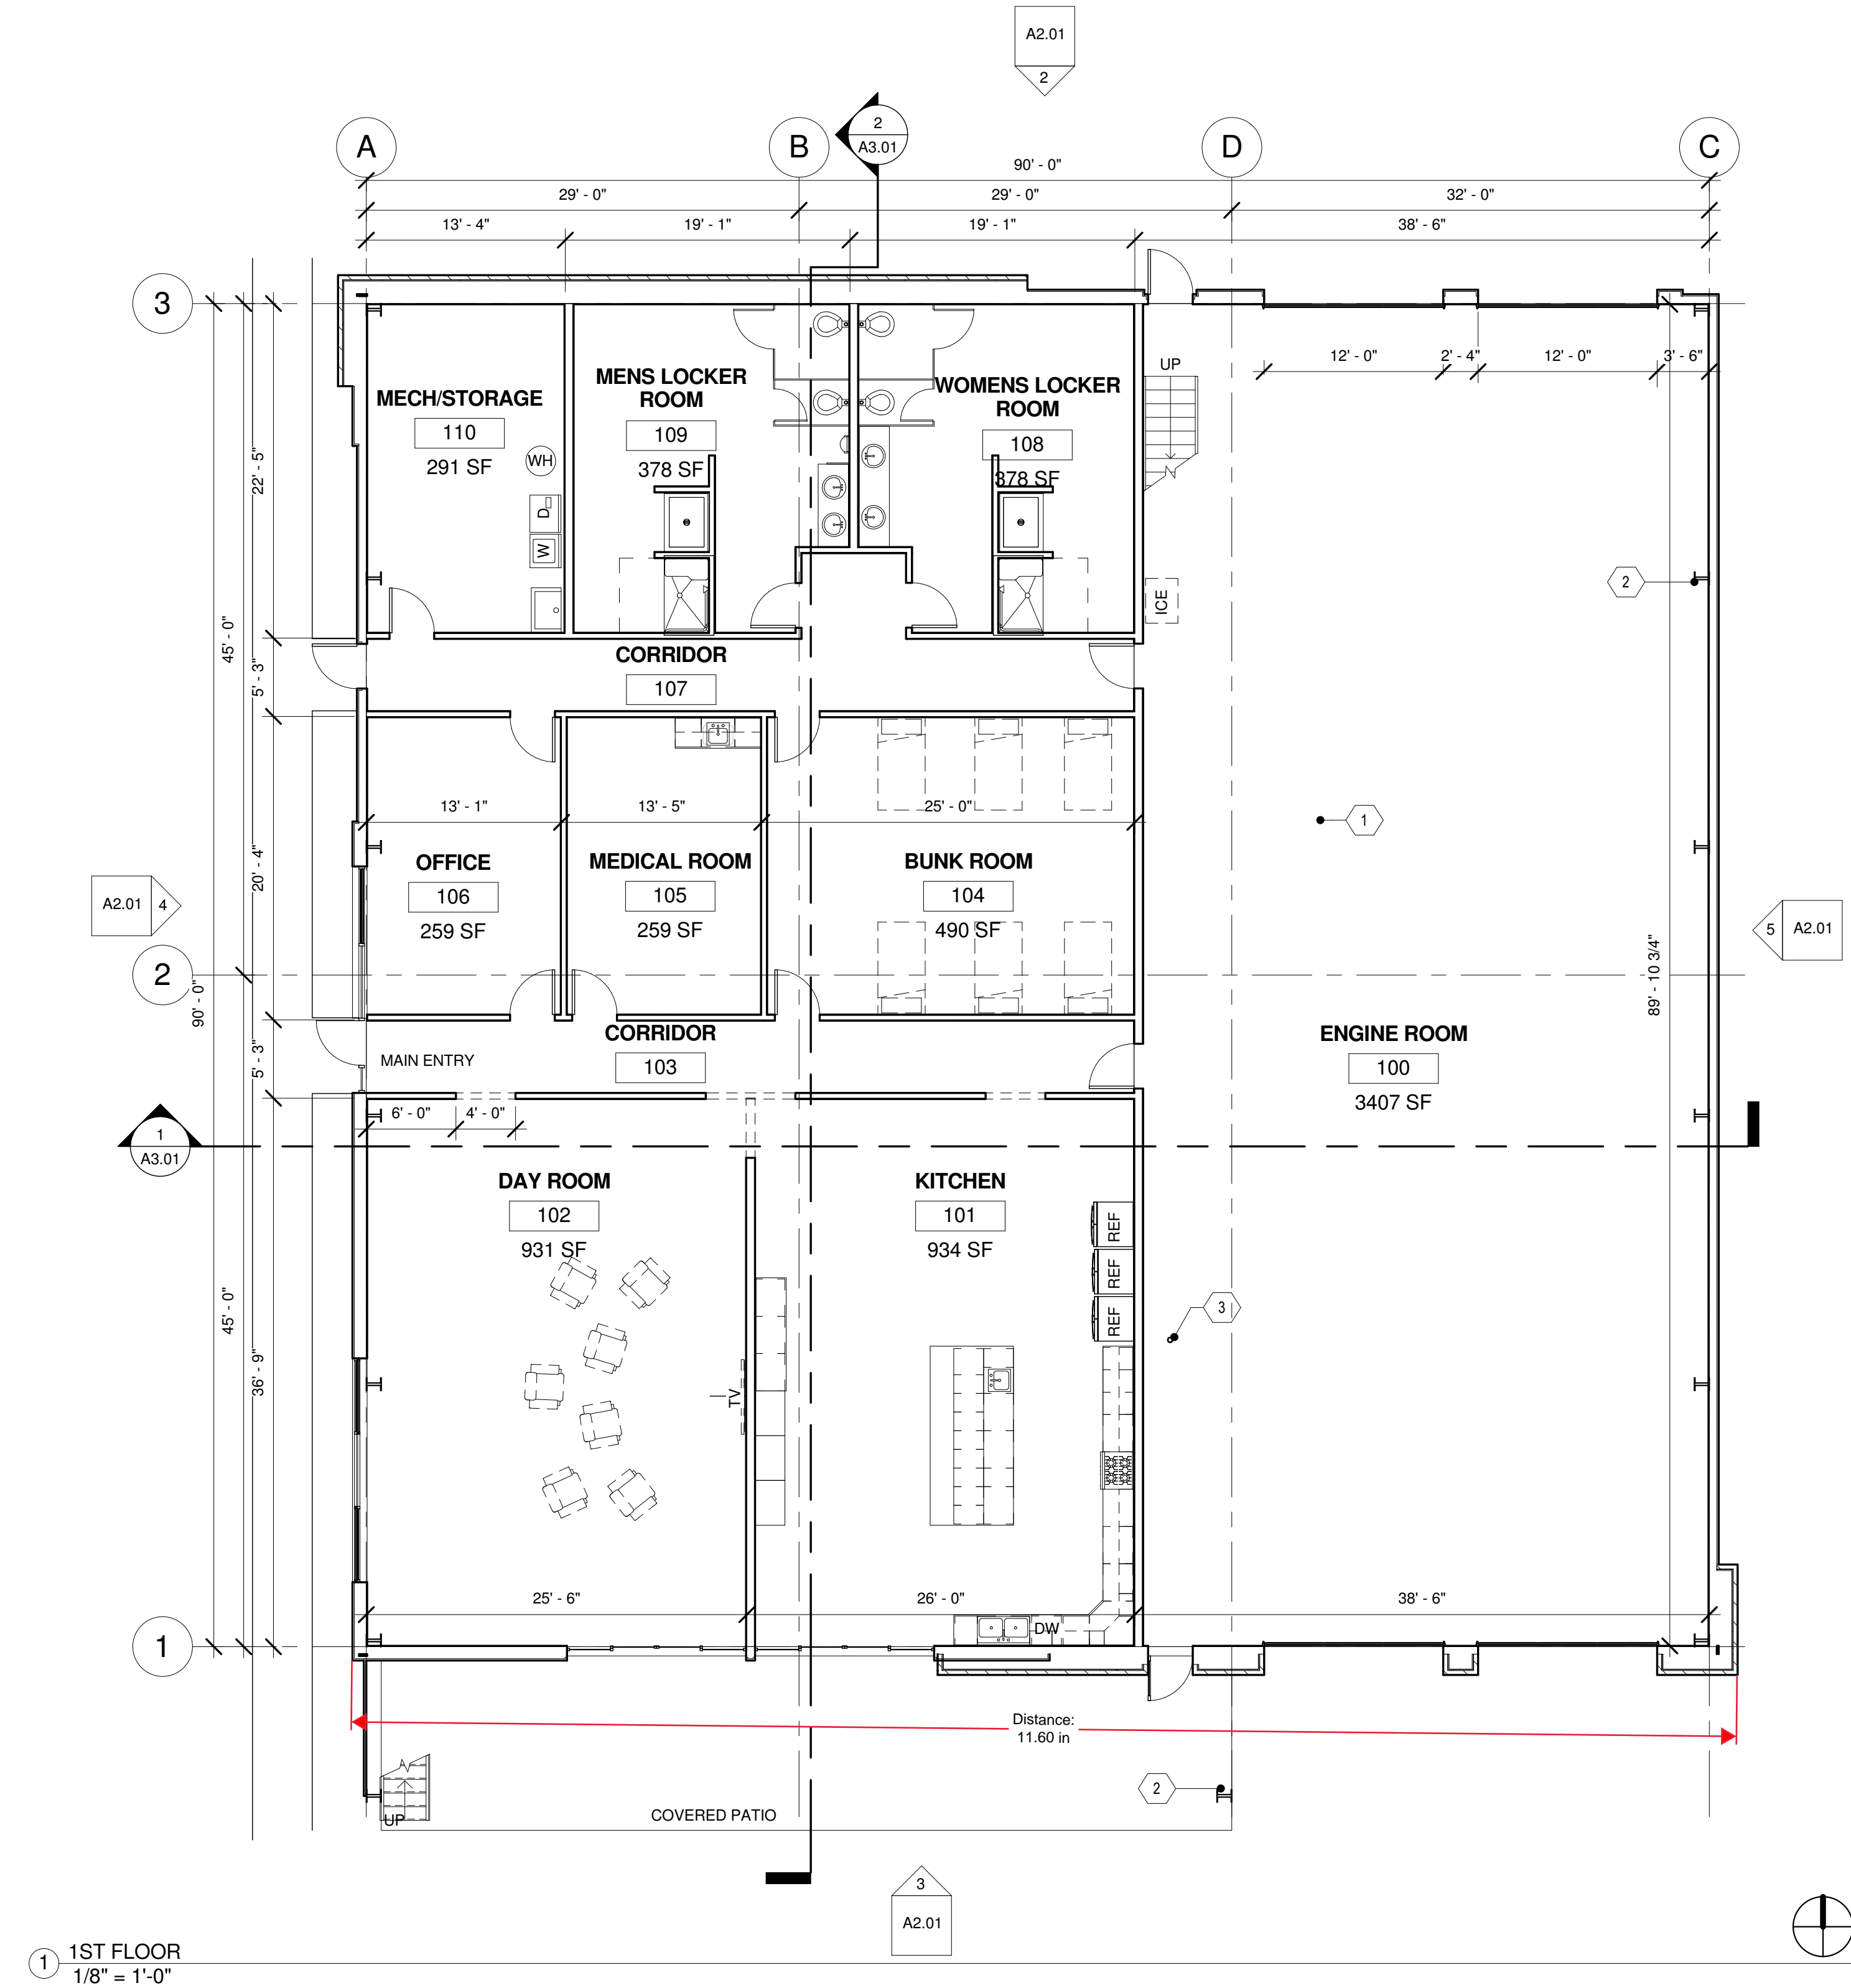 A2.01
2
A
B
2
A3.01
D
C
90' - 0"
29' - 0"
29' - 0"
32' - 0"
13' - 4"
19' - 1"
19' - 1"
38' - 6"
3
UP
12' - 0"
2' - 4"
12' - 0"
3' - 6"
MECH/STORAGE
110
291 SF
WH
D
W
MENS LOCKER
ROOM
109
378 SF
WOMENS LOCKER
ROOM
108
378 SF
22' - 5"
45' - 0"
5' - 3"
ICE
2
CORRIDOR
107
13' - 1"
13' - 5"
25' - 0"
1
OFFICE
106
259 SF
MEDICAL ROOM
105
259 SF
BUNK ROOM
104
490 SF
20' - 4"
A2.01
4
5
A2.01
2
90' - 0"
89' - 10 3/4"
5' - 3"
MAIN ENTRY
CORRIDOR
103
ENGINE ROOM
100
3407 SF
6' - 0"
4' - 0"
1
A3.01
DAY ROOM
102
931 SF
KITCHEN
101
934 SF
REF
REF
REF
3
45' - 0"
36' - 9"
TV
25' - 6"
26' - 0"
38' - 6"
DW
1
Distance:
11.60 in
2
UP
COVERED PATIO
3
A2.01
1
1ST FLOOR
1/8" = 1'-0"